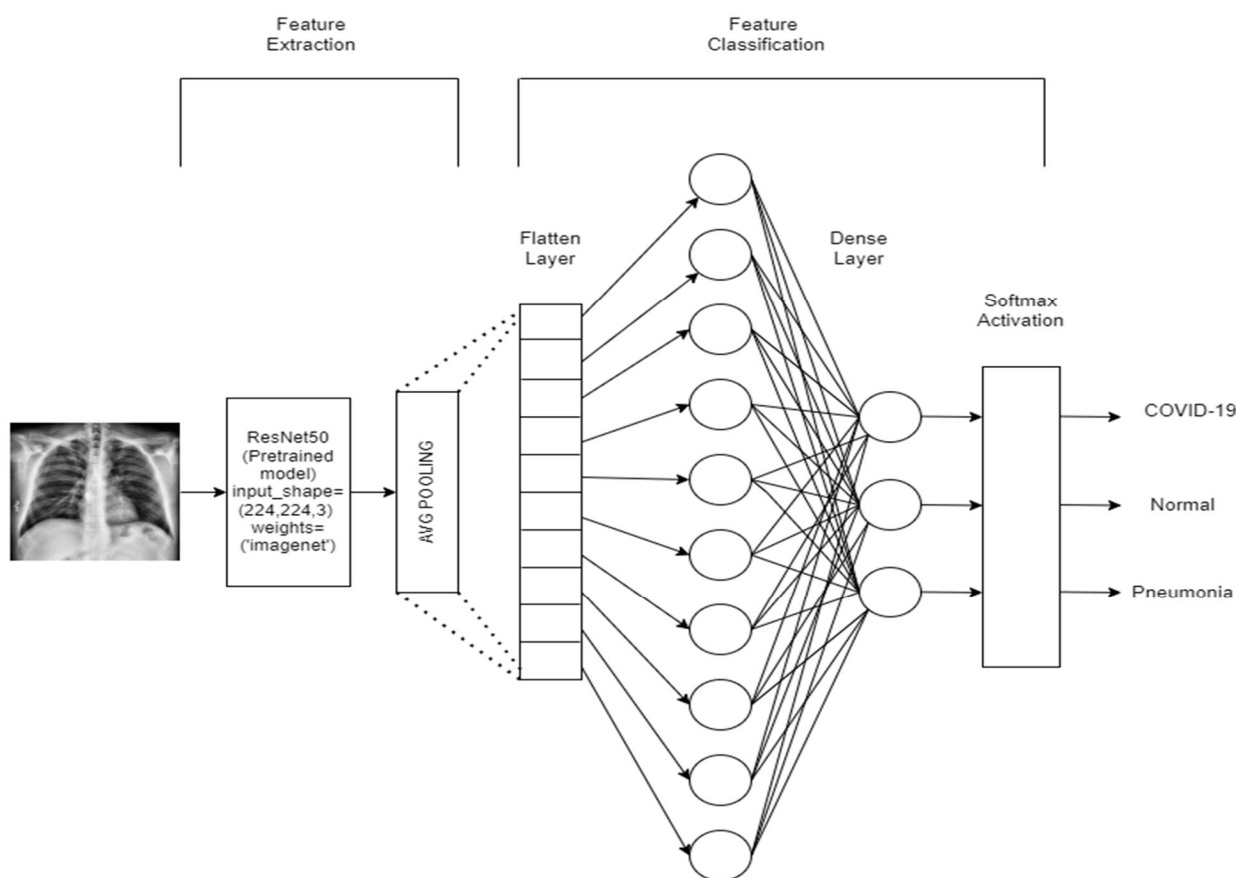 Feature
Extraction
Feature
Classification
Flatten
Layer
Dense
Layer
Softmax
Activation
ResNet50
(Pretrained
model)
input_shape=
(224,224,3)
weights=
('imagenet')
AVG POOLING
COVID-19
Normal
Pneumonia